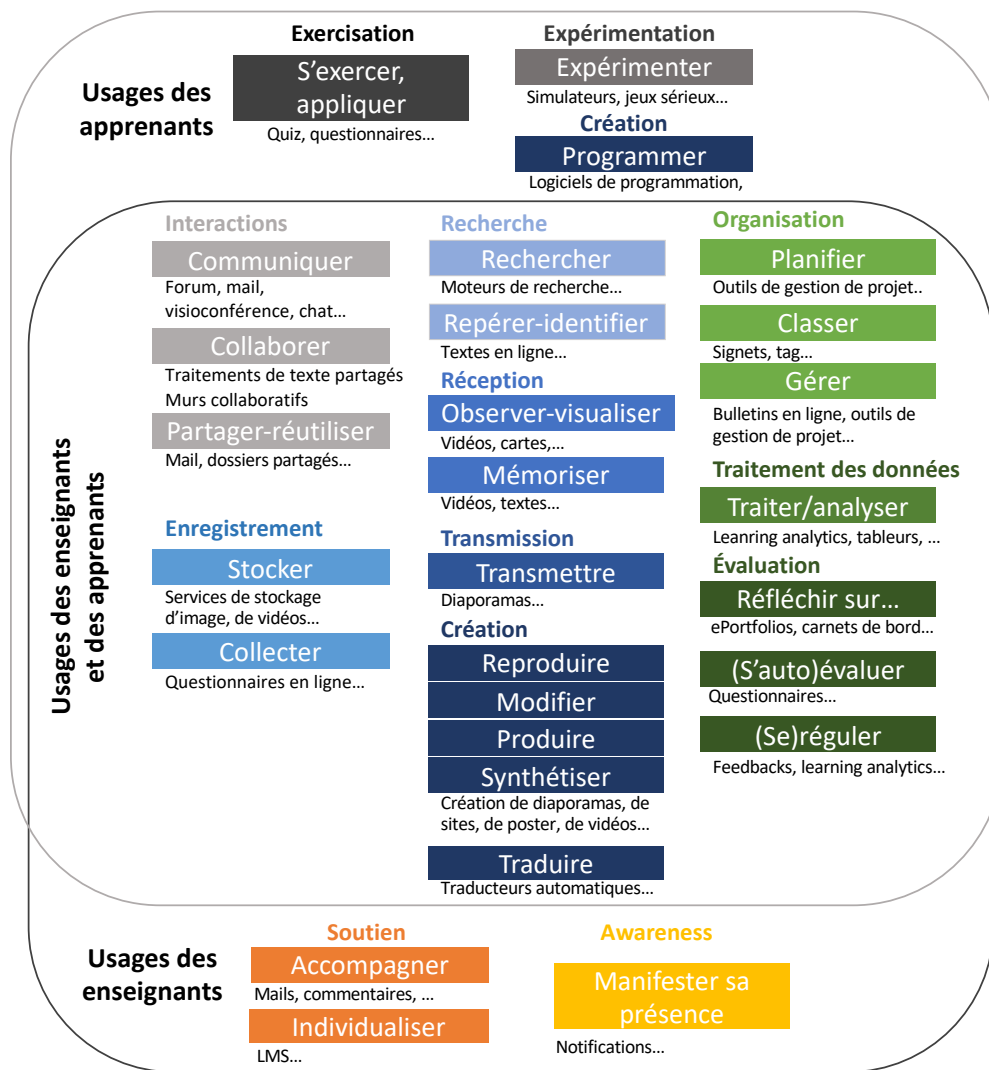 Exercisation
S'exercer,
appliquer
Quiz, questionnaires...
Expérimentation
Expérimenter
Simulateurs, jeux sérieux...
Création
Programmer
Logiciels de programmation,
Usages des
apprenants
Usages des enseignants
et des apprenants
Interactions
Communiquer
Forum, mail,
visioconférence, chat...
Collaborer
Traitements de texte partagés
Murs collaboratifs
Partager-réutiliser
Mail, dossiers partagés...
Enregistrement
Stocker
Services de stockage
d'image, de vidéos...
Collecter
Questionnaires en ligne...
Recherche
Rechercher
Moteurs de recherche...
Repérer-identifier
Textes en ligne...
Réception
Observer-visualiser
Vidéos, cartes,...
Mémoriser
Vidéos, textes...
Transmission
Transmettre
Diaporamas...
Création
Reproduire
Modifier
Produire
Synthétiser
Création de diaporamas, de
sites, de poster, de vidéos...
Traduire
Traducteurs automatiques...
Organisation
Planifier
Outils de gestion de projet..
Classer
Signets, tag...
Gérer
Bulletins en ligne, outils de
gestion de projet...
Traitement des données
Traiter/analyser
Leanring analytics, tableurs, ...
Évaluation
Réfléchir sur...
ePortfolios, carnets de bord...
(S'auto)évaluer
Questionnaires...
(Se)réguler
Feedbacks, learning analytics...
Usages des
enseignants
Soutien
Accompagner
Mails, commentaires, ...
Individualiser
LMS...
Awareness
Manifester sa
présence
Notifications...